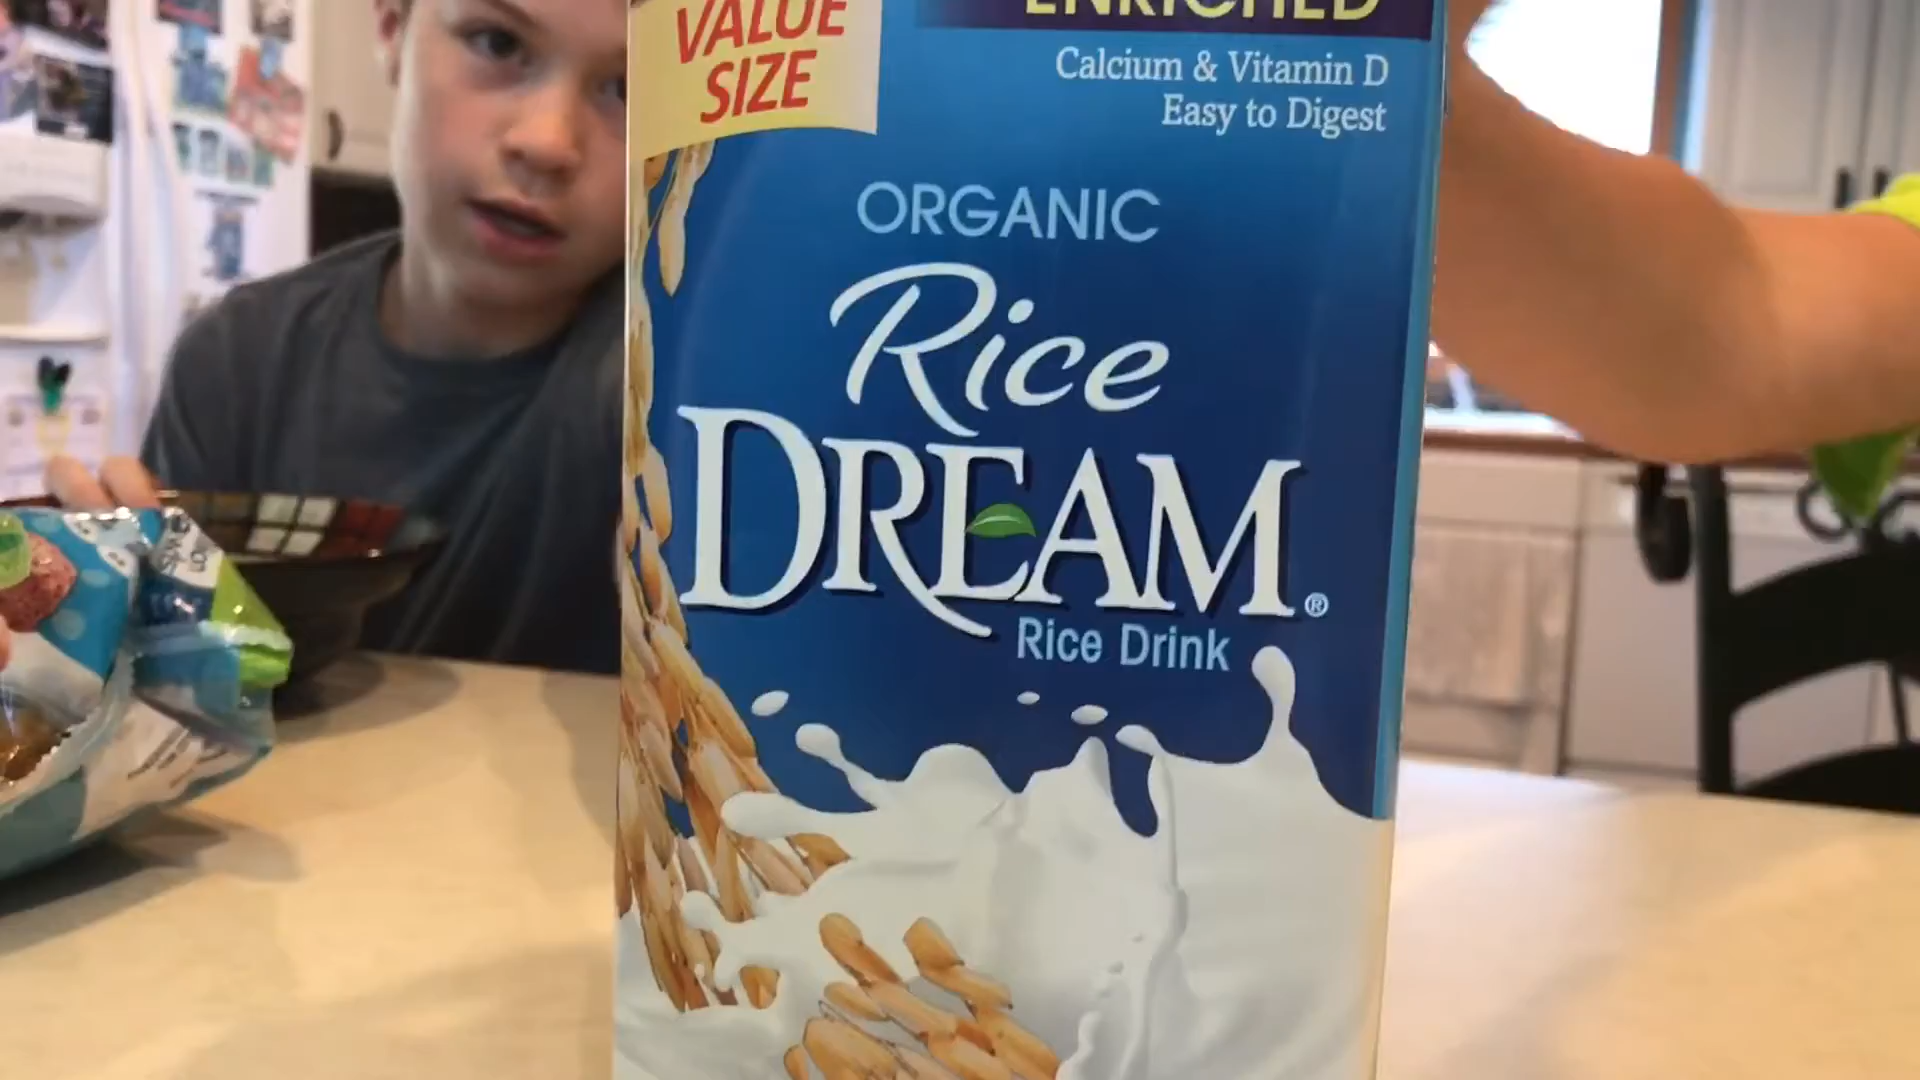 VALUE
SIZE
ENRICHED
Calcium & Vitamin D
Easy to Digest
ORGANIC
Rice
DREAM®
Rice Drink